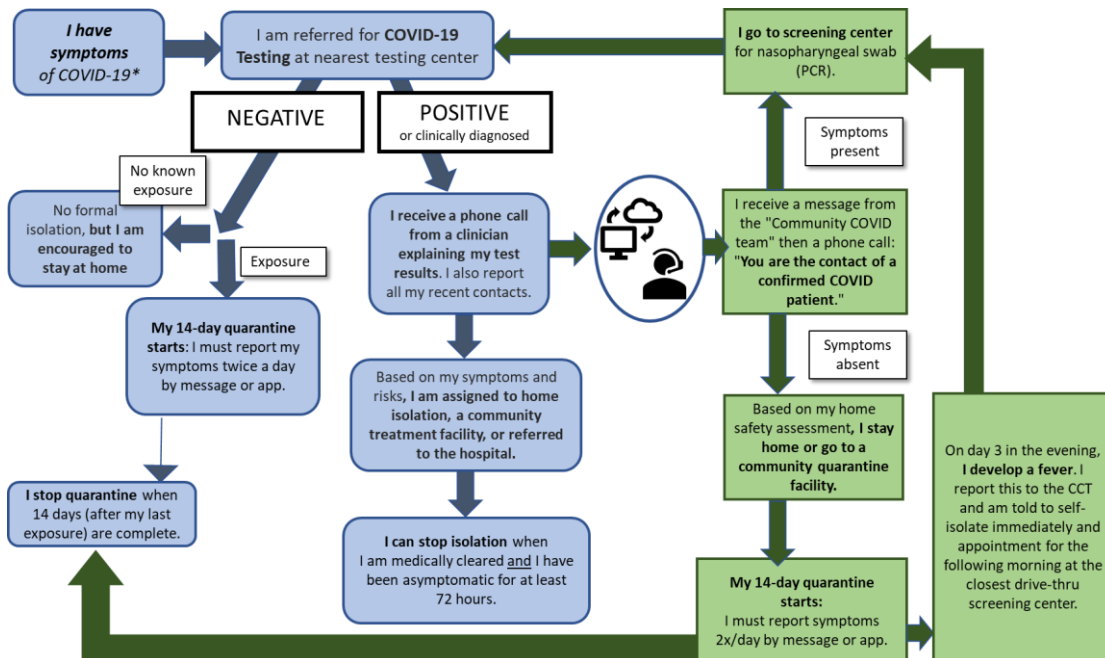 I have
symptoms
of COVID-19*
I am referred for COVID-19
Testing at nearest testing center
I go to screening center
for nasopharyngeal swab
(PCR).
NEGATIVE
POSITIVE
or clinically diagnosed
Symptoms
present
No known
exposure
No formal
isolation, but I am
encouraged to
stay at home
Exposure
I receive a phone call
from a clinician
explaining my test
results. I also report
all my recent contacts.
I receive a message from
the "Community COVID
team" then a phone call:
"You are the contact of a
confirmed COVID
patient."
My 14-day quarantine
starts: I must report my
symptoms twice a day
by message or app.
Symptoms
absent
Based on my symptoms and
risks, I am assigned to home
isolation, a community
treatment facility, or referred
to the hospital.
Based on my home
safety assessment, I stay
home or go to a
community quarantine
facility.
On day 3 in the evening,
I develop a fever. I
report this to the CCT
and am told to self-
isolate immediately and
appointment for the
following morning at the
closest drive-thru
screening center.
I stop quarantine when
14 days (after my last
exposure) are complete.
I can stop isolation when
I am medically cleared and I have
been asymptomatic for at least
72 hours.
My 14-day quarantine
starts:
I must report symptoms
2x/day by message or app.